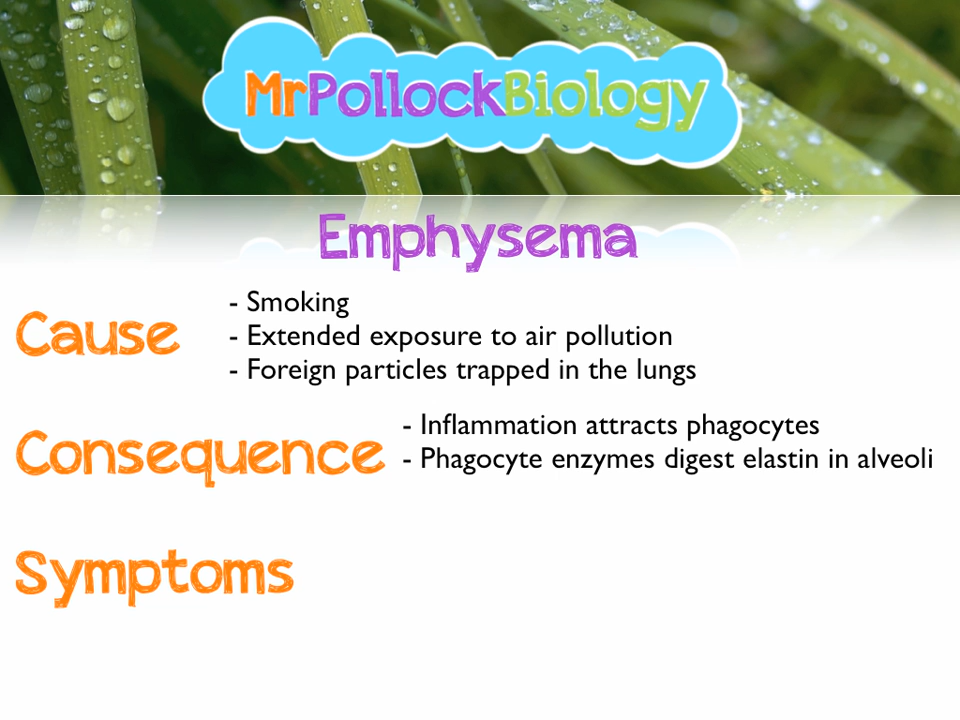 MrPollockBiology
Emphysema
Cause
- Smoking
- Extended exposure to air pollution
- Foreign particles trapped in the lungs
Consequence
- Inflammation attracts phagocytes
- Phagocyte enzymes digest elastin in alveoli
Symptoms